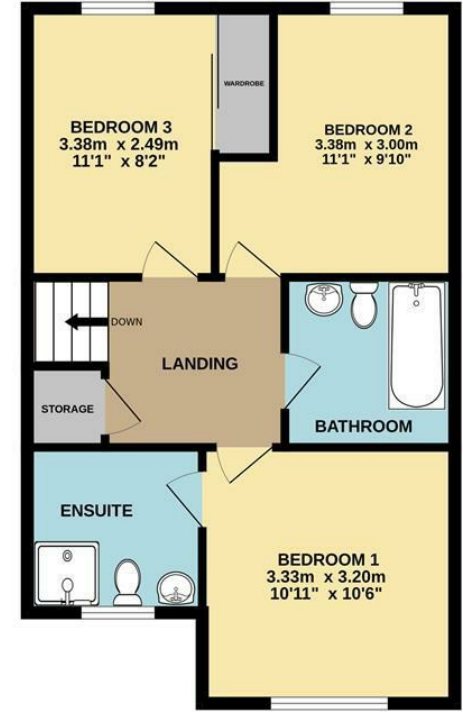 WARDROBE
BEDROOM 3
3.38m x 2.49m
11'1" x 8'2"
BEDROOM 2
3.38m x 3.00m
11'1" x 9'10"
DOWN
LANDING
STORAGE
BATHROOM
ENSUITE
BEDROOM 1
3.33m x 3.20m
10'11" x 10'6"